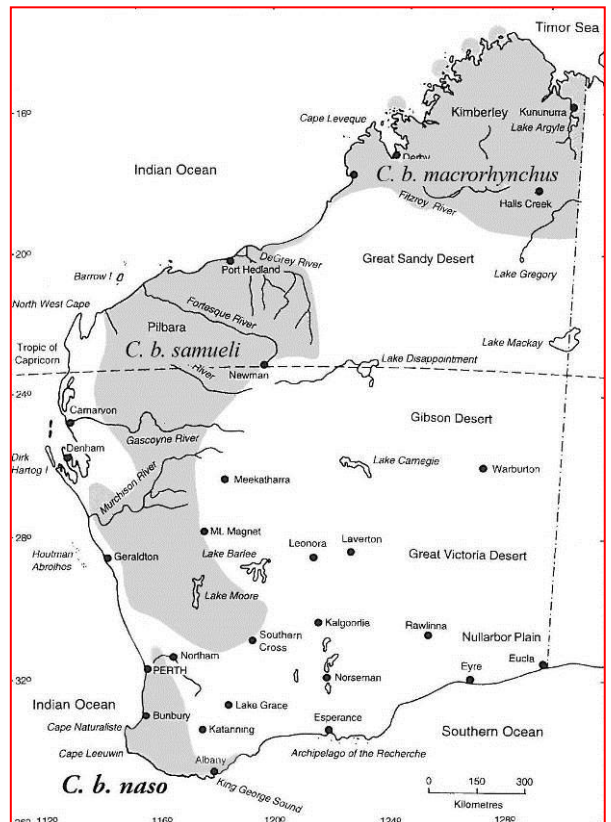 Timor Sea
18º
Cape Leveque
Kimberley
Kununurra
Lake Argyle
Derby
Indian Ocean
C. b. macrorhynchus
Fitzroy River
Halls Creek
20º
DeGrey River
Great Sandy Desert
Barrow I
Port Hedland
Lake Gregory
North West Cape
Fortesque River
Pilbara
Lake Mackay
Tropic of
Capricorn
C. b. samueli
River
Newman
Lake Disappointment
24º
Carnarvon
Gibson Desert
Gascoyne River
Denham
Dirk
Hartog I
Murchison River
Meekatharra
Lake Carnegie
Warburton
28º
Mt. Magnet
Houtman
Abrolhos
Geraldton
Lake Barlee
Leonora
Laverton
Great Victoria Desert
Lake Moore
Kalgoorlie
Rawlinna
Southern
Cross
Nullarbor Plain
Northam
Eucla
32º
PERTH
Norseman
Eyre
Indian Ocean
Bunbury
Lake Grace
Cape Naturaliste
Katanning
Esperance
Southern Ocean
Cape Leeuwin
Albany
Archipelago of the Recherche
King George Sound
C. b. naso
0 150 300
Kilometres
1160
1200
1240
1280